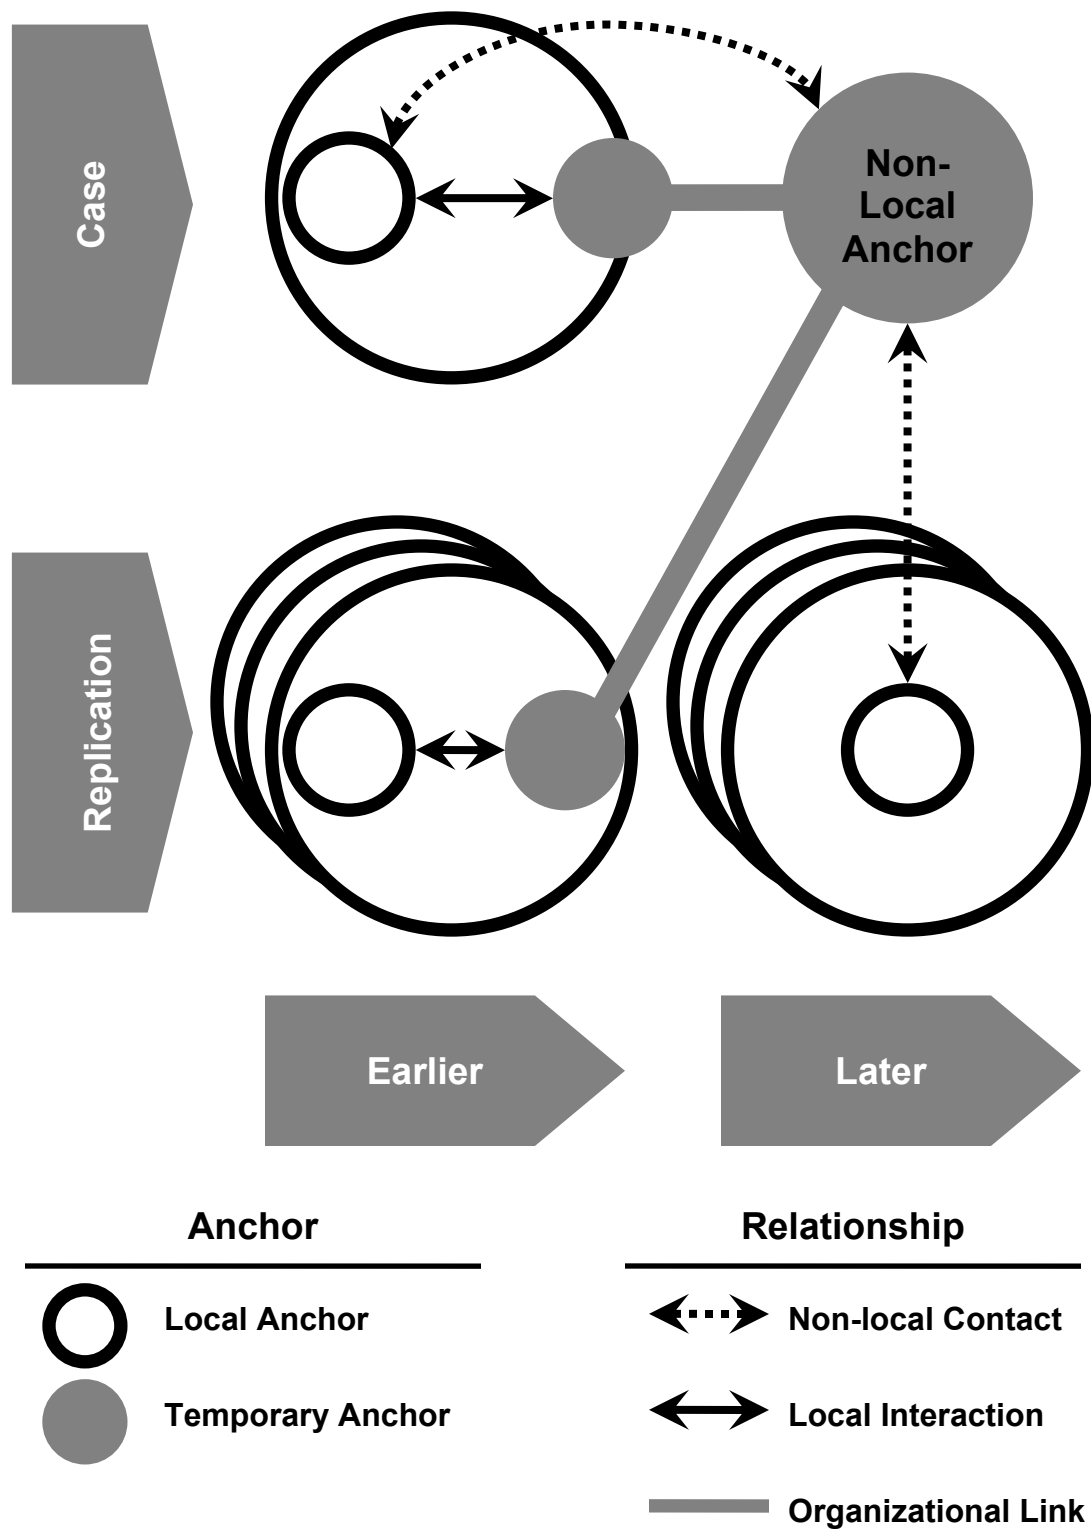 Case
Non-
Local
Anchor
Replication
Earlier
Later
Anchor
Relationship
Local Anchor
Non-local Contact
Temporary Anchor
Local Interaction
Organizational Link